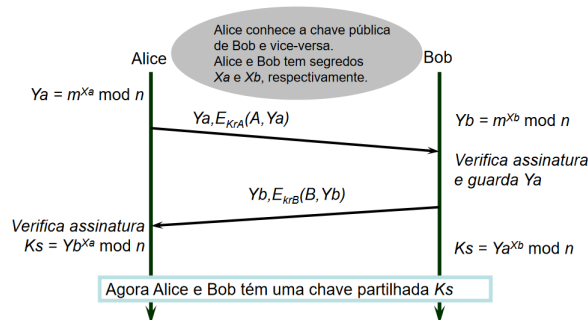 Alice conhece a chave pública
de Bob e vice-versa.
Alice e Bob tem segredos
Xa e Xb, respectivamente.
Alice
Bob
Ya = m^Xa mod n
Ya,E_KrA(A,Ya)
Yb = m^Xb mod n
Verifica assinatura
e guarda Ya
Yb,E_krB(B,Yb)
Verifica assinatura
Ks = Yb^Xa mod n
Ks = Ya^Xb mod n
Agora Alice e Bob têm uma chave partilhada Ks